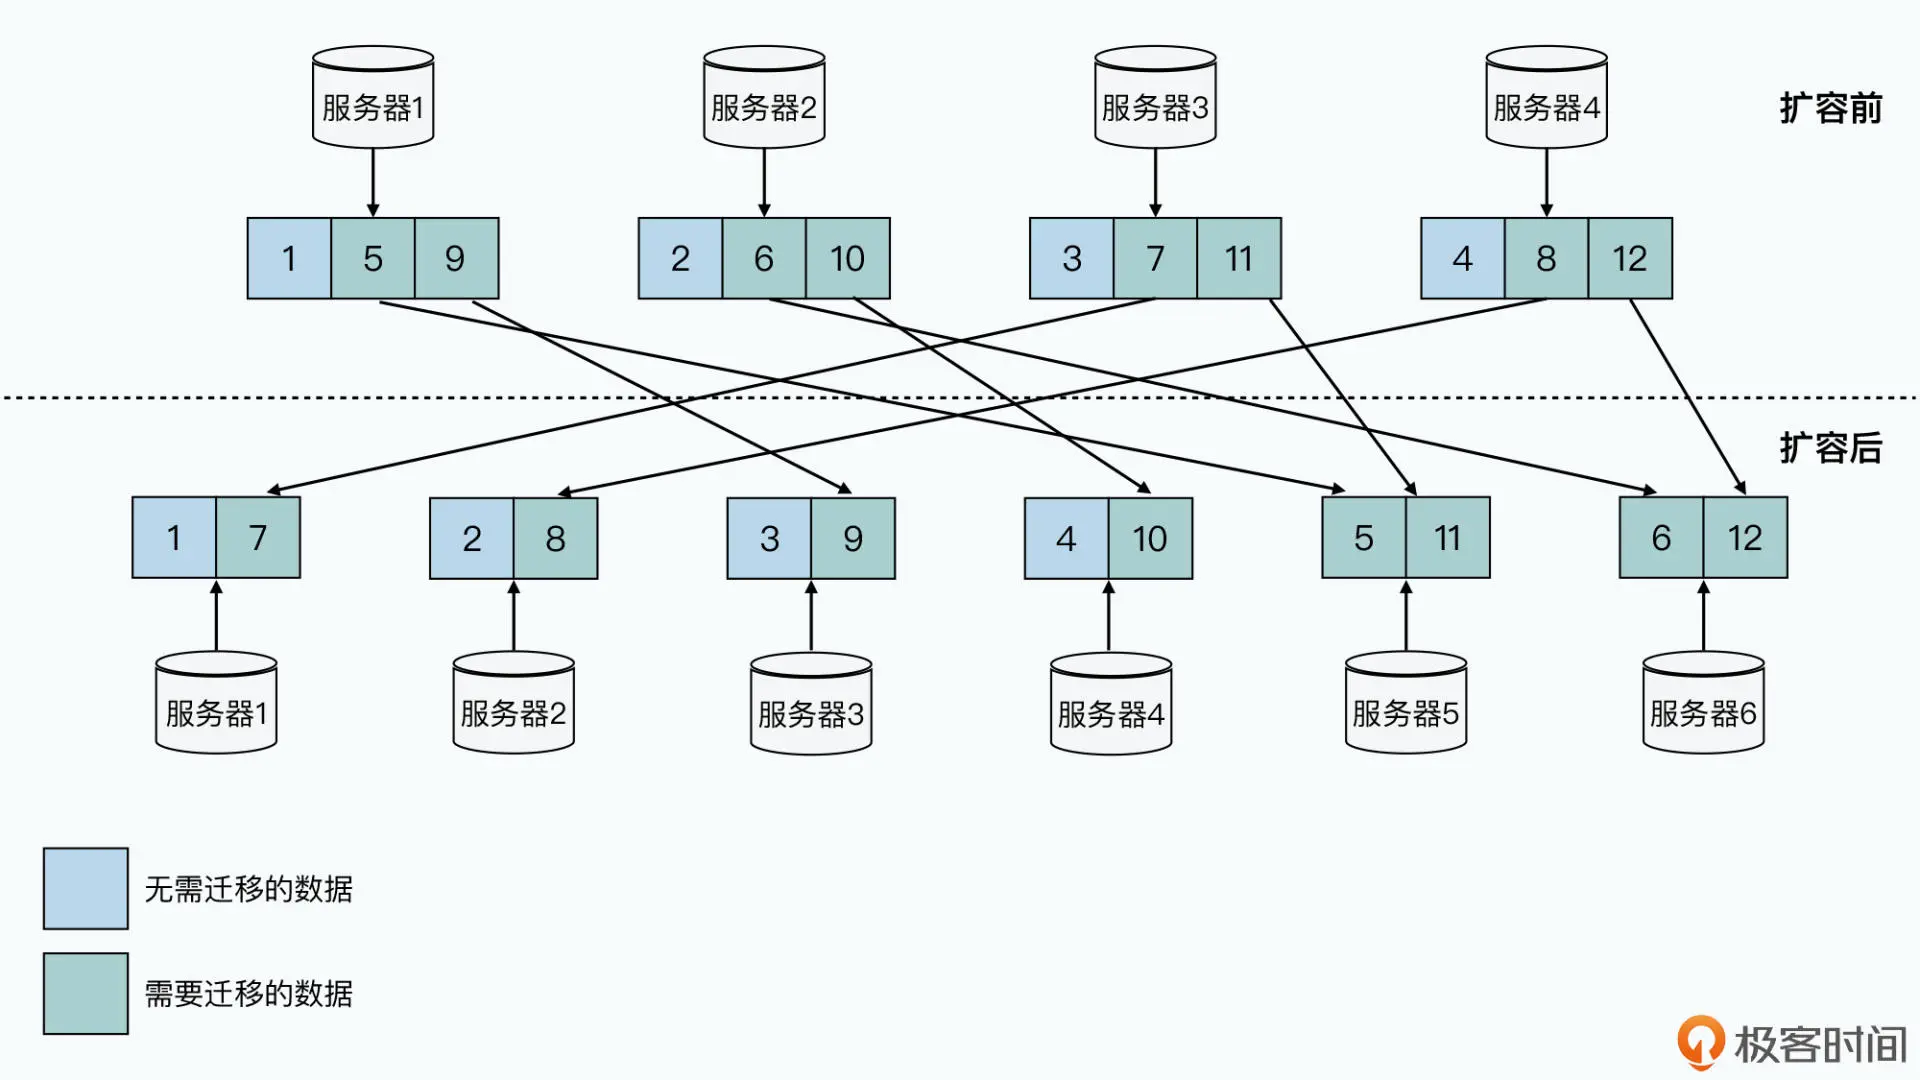 服务器1 服务器2 服务器3 服务器4 扩容前
1 5 9 2 6 10 3 7 11 4 8 12
扩容后
1 7 2 8 3 9 4 10 5 11 6 12
服务器1 服务器2 服务器3 服务器4 服务器5 服务器6
无需迁移的数据
需要迁移的数据
极客时间